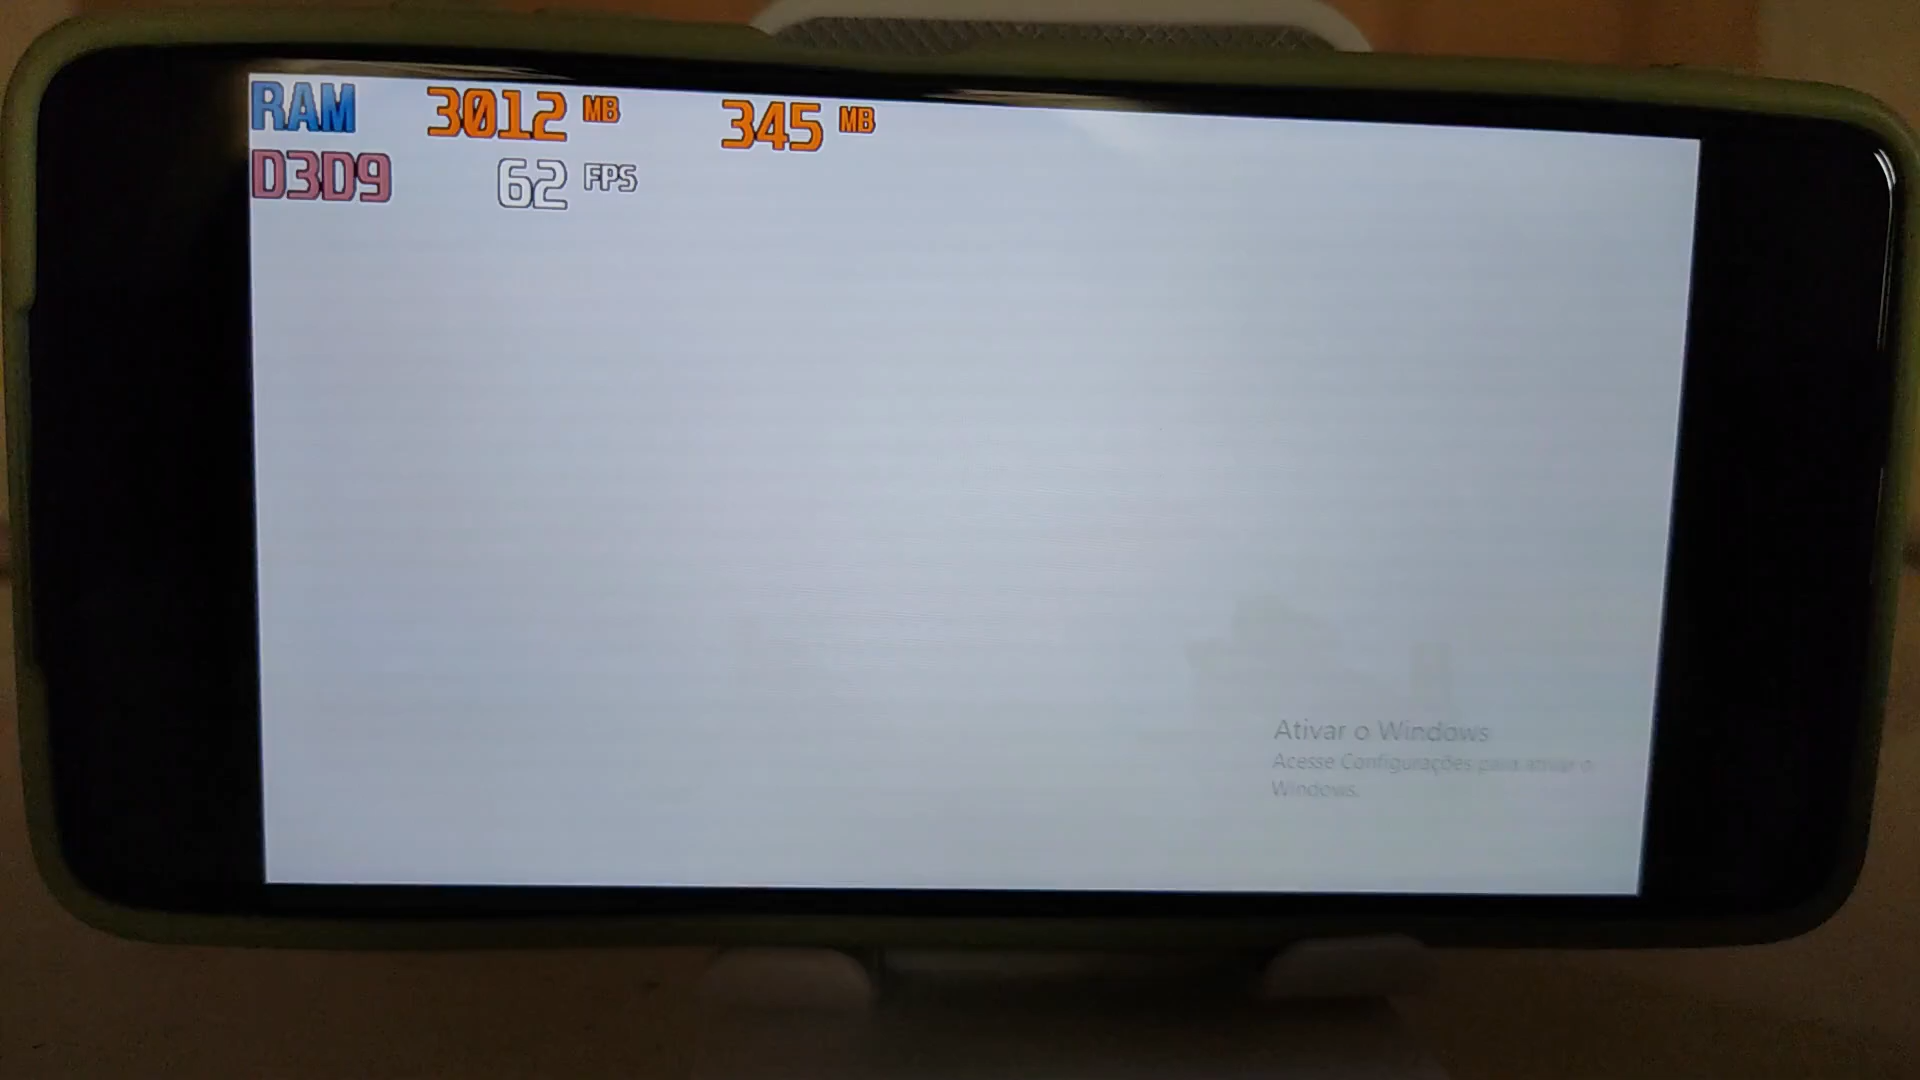 RAM 3012 MB 345 MB
D3D9 62 FPS
Ativar o Windows
Acesse Configurações para ativar o
Windows.